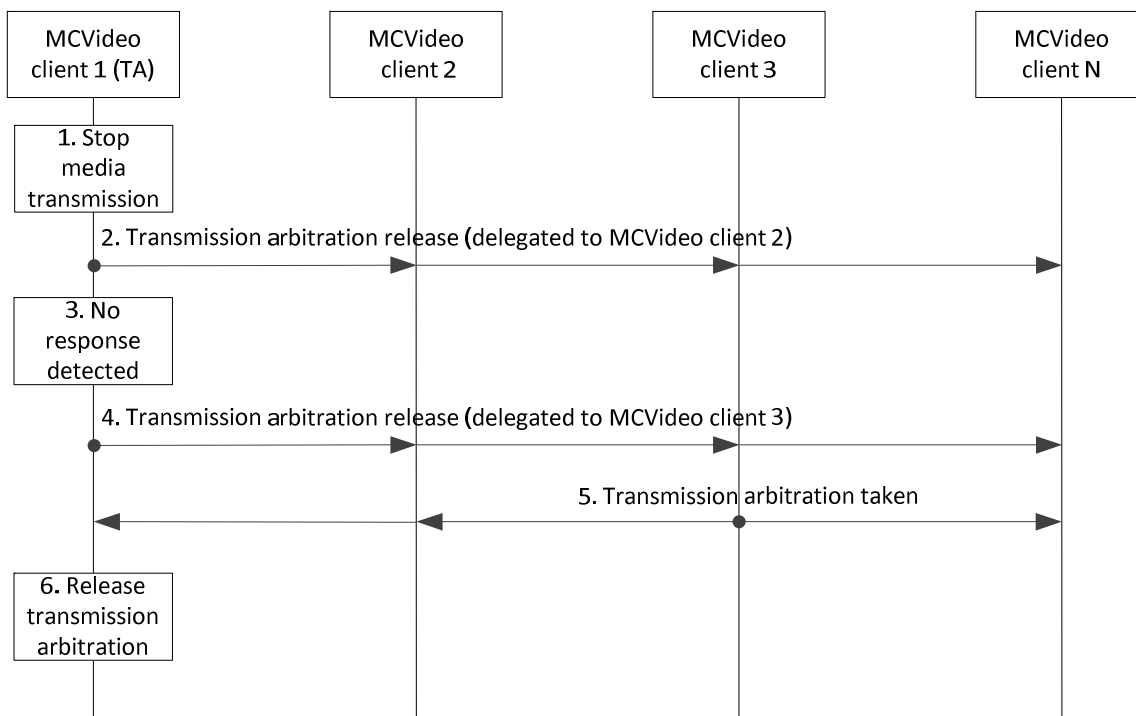 MCVideo
client 1 (TA)
MCVideo
client 2
MCVideo
client 3
MCVideo
client N
1. Stop
media
transmission
2. Transmission arbitration release (delegated to MCVideo client 2)
3. No
response
detected
4. Transmission arbitration release (delegated to MCVideo client 3)
5. Transmission arbitration taken
6. Release
transmission
arbitration